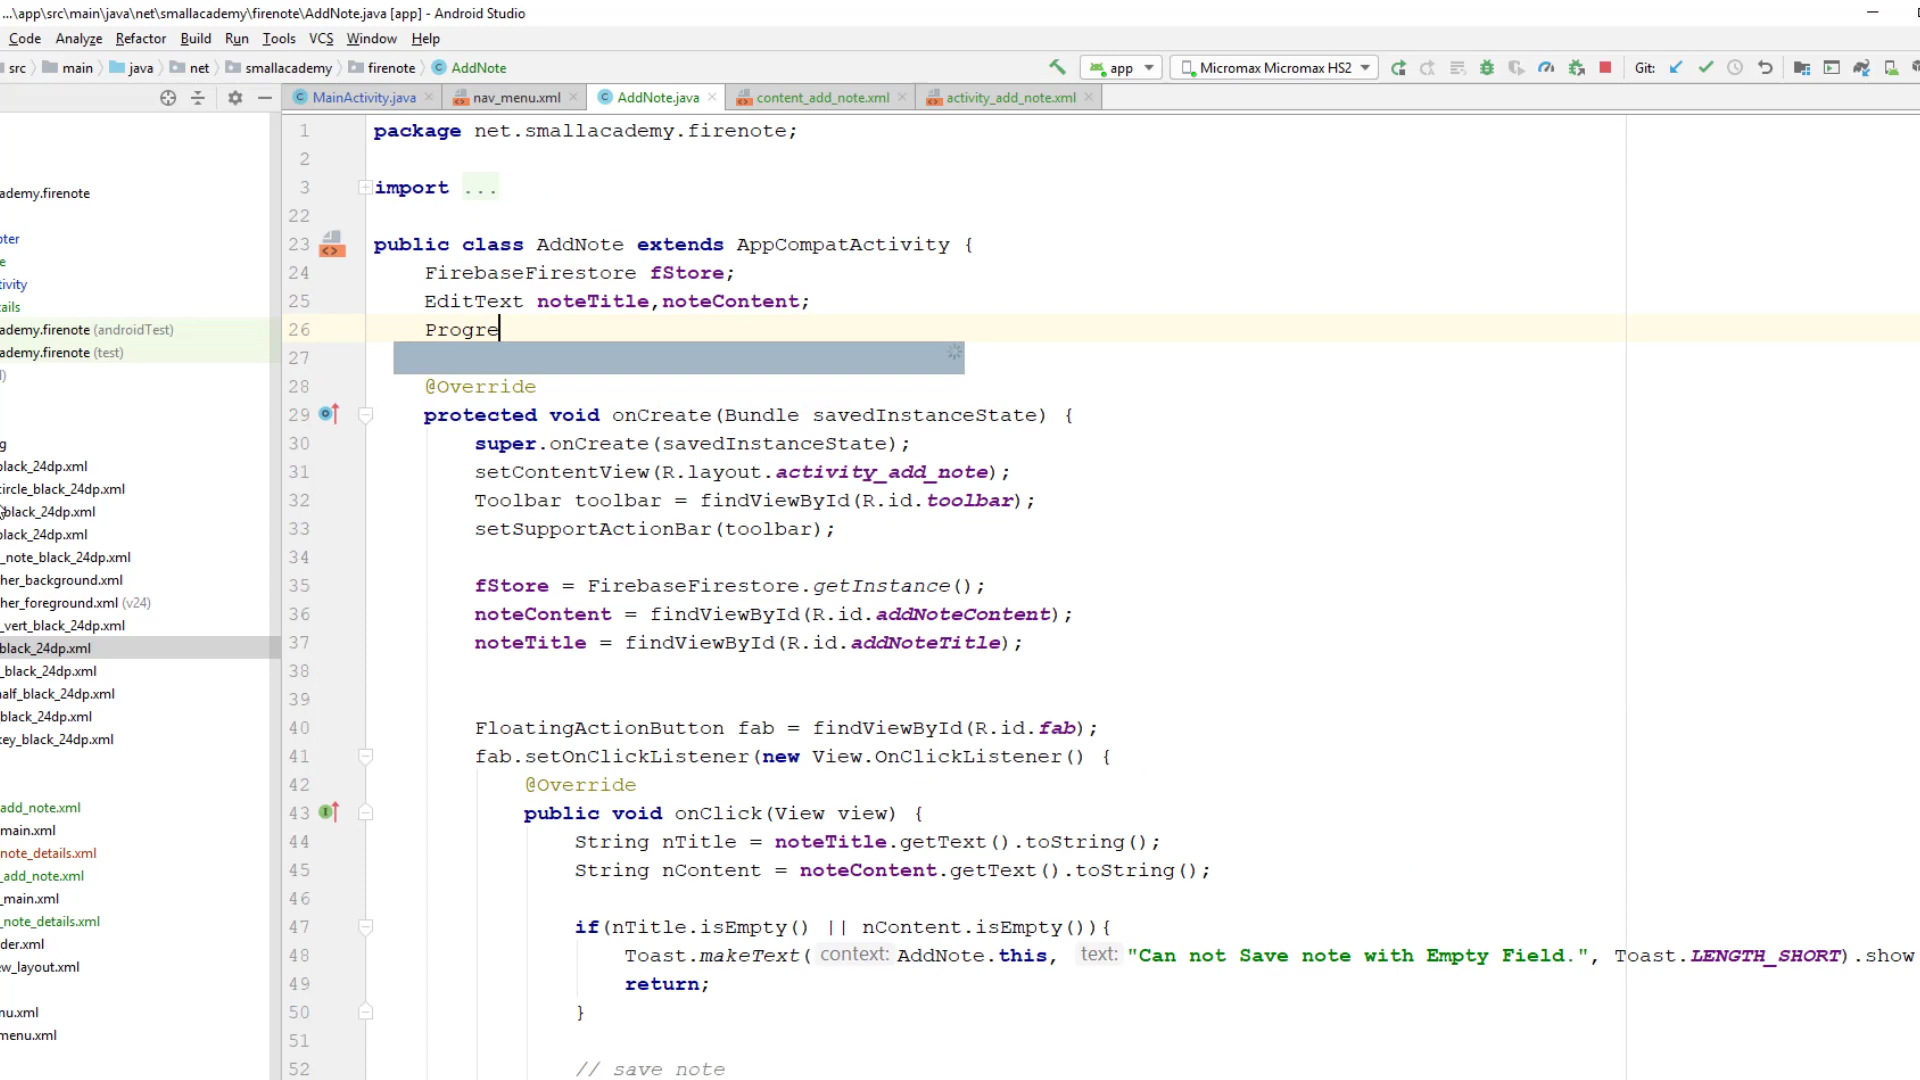 ...\app\src\main\java\net\smallacademy\firenote\AddNote.java [app] - Android Studio
Code Analyze Refactor Build Run Tools VCS Window Help
src main java net smallacademy firenote AddNote app Micromax Micromax HS2 Git:
MainActivity.java nav_menu.xml AddNote.java content_add_note.xml activity_add_note.xml
ademy.firenote
oter
e
tivity
ails
ademy.firenote (androidTest)
ademy.firenote (test)
)
g
black_24dp.xml
circle_black_24dp.xml
black_24dp.xml
black_24dp.xml
_note_black_24dp.xml
her_background.xml
her_foreground.xml (v24)
_vert_black_24dp.xml
black_24dp.xml
_black_24dp.xml
half_black_24dp.xml
black_24dp.xml
key_black_24dp.xml
add_note.xml
main.xml
note_details.xml
_add_note.xml
_main.xml
_note_details.xml
der.xml
ew_layout.xml
nu.xml
menu.xml
1 package net.smallacademy.firenote;
2
3 import ...
22
23 public class AddNote extends AppCompatActivity {
24 FirebaseFirestore fStore;
25 EditText noteTitle,noteContent;
26 Progre
27
28 @Override
29 protected void onCreate(Bundle savedInstanceState) {
30 super.onCreate(savedInstanceState);
31 setContentView(R.layout.activity_add_note);
32 Toolbar toolbar = findViewById(R.id.toolbar);
33 setSupportActionBar(toolbar);
34
35 fStore = FirebaseFirestore.getInstance();
36 noteContent = findViewById(R.id.addNoteContent);
37 noteTitle = findViewById(R.id.addNoteTitle);
38
39
40 FloatingActionButton fab = findViewById(R.id.fab);
41 fab.setOnClickListener(new View.OnClickListener() {
42 @Override
43 public void onClick(View view) {
44 String nTitle = noteTitle.getText().toString();
45 String nContent = noteContent.getText().toString();
46
47 if(nTitle.isEmpty() || nContent.isEmpty()){
48 Toast.makeText( context: AddNote.this, text: "Can not Save note with Empty Field.", Toast.LENGTH_SHORT).show
49 return;
50 }
51
52 // save note